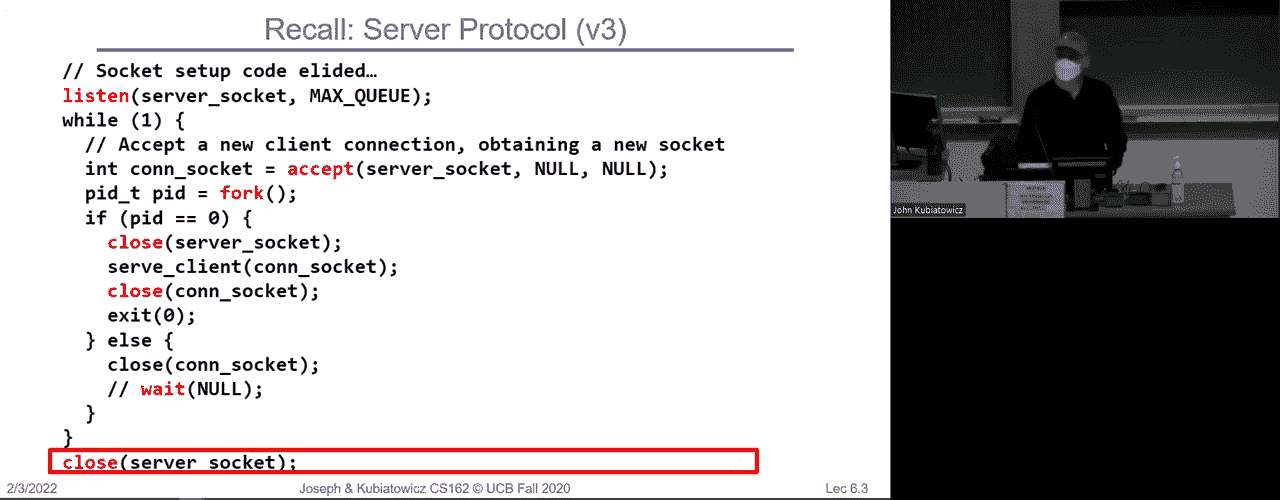 Recall: Server Protocol (v3)
// Socket setup code elided…
listen(server_socket, MAX_QUEUE);
while (1) {
// Accept a new client connection, obtaining a new socket
int conn_socket = accept(server_socket, NULL, NULL);
pid_t pid = fork();
if (pid == 0) {
close(server_socket);
serve_client(conn_socket);
close(conn_socket);
exit(0);
} else {
close(conn_socket);
// wait(NULL);
}
}
close(server_socket);
2/3/2022
Joseph & Kubiatowicz CS162 © UCB Fall 2020
Lec 6.3
John Kubiatowicz